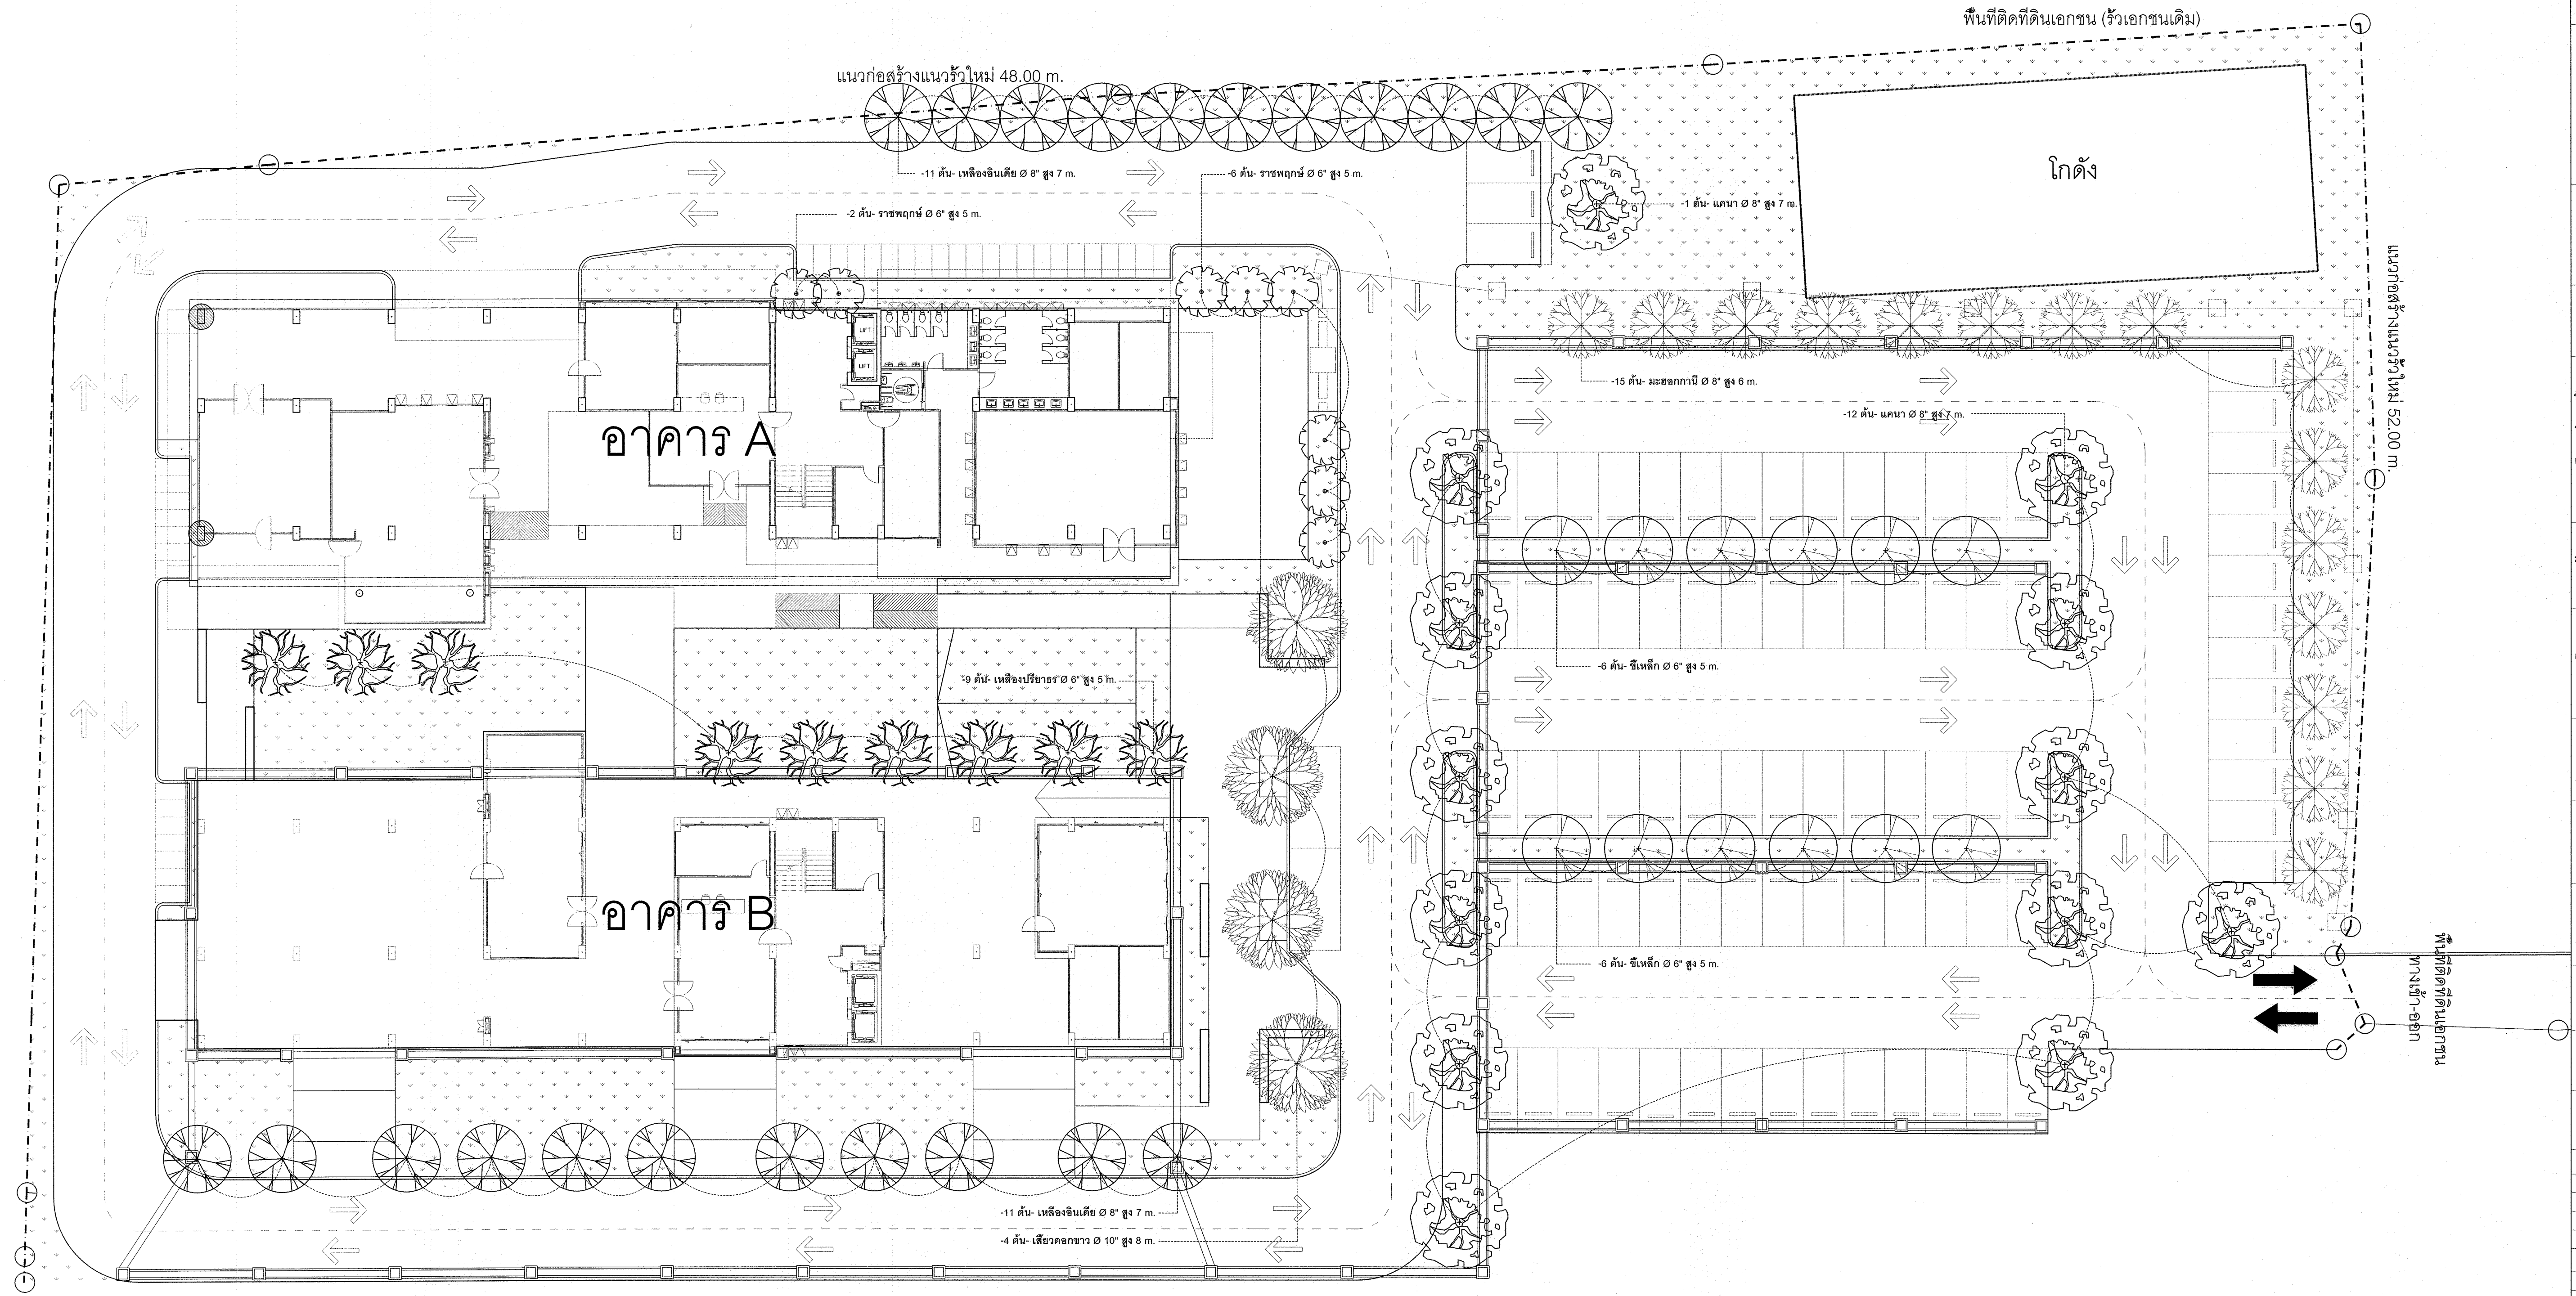 พื้นที่ติดที่ดินเอกชน (รั้วเอกชนเดิม)
แนวก่อสร้างแนวรั้วใหม่ 48.00 m.
-11 ต้น- เหลืองอินเดีย Ø 8" สูง 7 m.
-6 ต้น- ราชพฤกษ์ Ø 6" สูง 5 m.
โกดัง
-1 ต้น- แคนา Ø 8" สูง 7 m.
-2 ต้น- ราชพฤกษ์ Ø 6" สูง 5 m.
แนวก่อสร้างแนวรั้วใหม่ 52.00 m.
LIFT
LIFT
-15 ต้น- มะฮอกกานี Ø 8" สูง 6 m.
-12 ต้น- แคนา Ø 8" สูง 7 m.
อาคาร A
-6 ต้น- ขี้เหล็ก Ø 6" สูง 5 m.
-9 ต้น- เหลืองปรียาธร Ø 6" สูง 5 m.
อาคาร B
-6 ต้น- ขี้เหล็ก Ø 6" สูง 5 m.
พื้นที่ติดที่ดินเอกชน
ทางเข้า-ออก
-11 ต้น- เหลืองอินเดีย Ø 8" สูง 7 m.
-4 ต้น- เสี้ยวดอกขาว Ø 10" สูง 8 m.